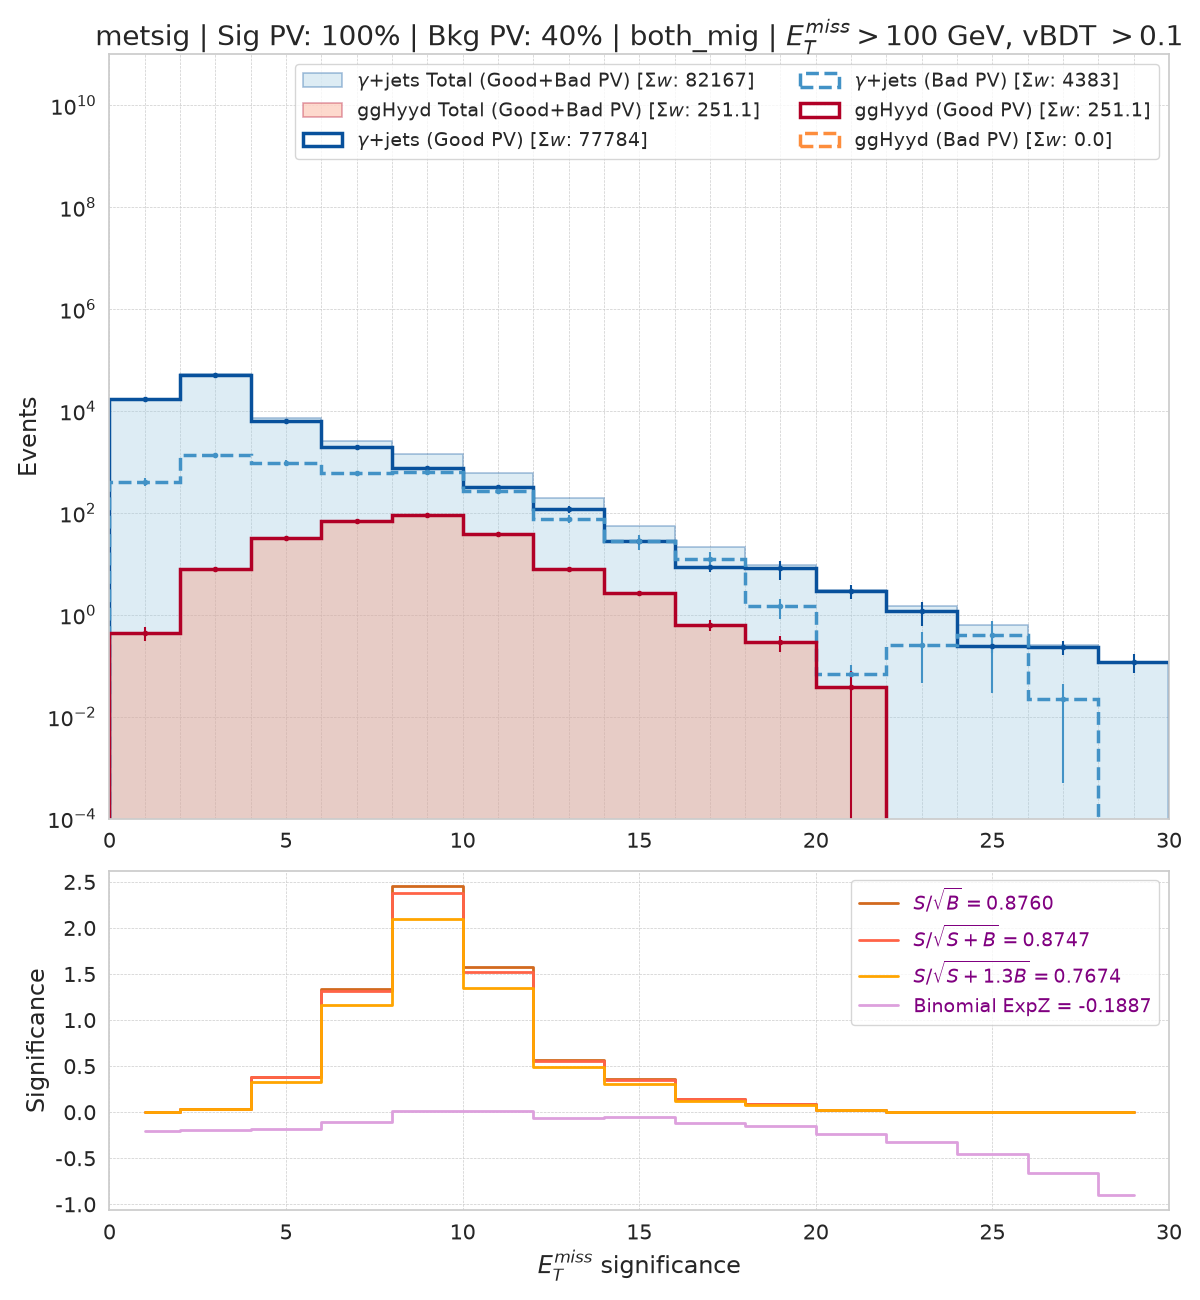 metsig | Sig PV: 100% | Bkg PV: 40% | both_mig | $E_T^{miss}$ > 100 GeV, vBDT > 0.1
γ+jets Total (Good+Bad PV) [Σw: 82167]
ggHyyd Total (Good+Bad PV) [Σw: 251.1]
γ+jets (Good PV) [Σw: 77784]
γ+jets (Bad PV) [Σw: 4383]
ggHyyd (Good PV) [Σw: 251.1]
ggHyyd (Bad PV) [Σw: 0.0]
Events
$10^{10}$
$10^{8}$
$10^{6}$
$10^{4}$
$10^{2}$
$10^{0}$
$10^{-2}$
$10^{-4}$
0 5 10 15 20 25 30
Significance
2.5
2.0
1.5
1.0
0.5
0.0
-0.5
-1.0
$S/\sqrt{B}$ = 0.8760
$S/\sqrt{S + B}$ = 0.8747
$S/\sqrt{S + 1.3B}$ = 0.7674
Binomial ExpZ = -0.1887
0 5 10 15 20 25 30
$E_T^{miss}$ significance